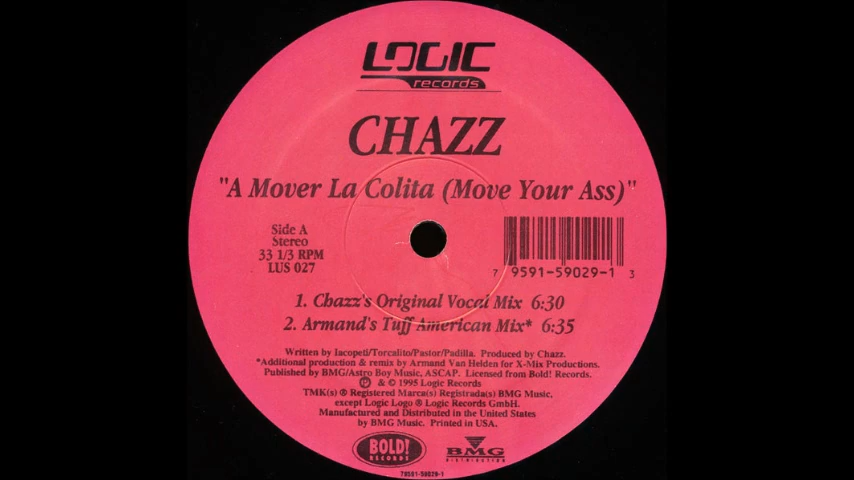 LOGIC
records
CHAZZ
"A Mover La Colita (Move Your Ass)"
Side A
Stereo
33 1/3 RPM
LUS 027
7 9591-59029-1 3
1. Chazz's Original Vocal Mix 6:30
2. Armand's Tuff American Mix* 6:35
Written by Iacopeti/Torcalito/Pastor/Padilla. Produced by Chazz.
*Additional production & remix by Armand Van Helden for X-Mix Productions.
Published by BMG/Astro Boy Music, ASCAP. Licensed from Bold! Records.
℗ & © 1995 Logic Records
TMK(s) ® Registered Marca(s) Registrada(s) BMG Music,
except Logic Logo ® Logic Records GmbH.
Manufactured and Distributed in the United States
by BMG Music. Printed in USA.
BOLD!
RECORDS
BMG
DISTRIBUTION
79591-59029-1